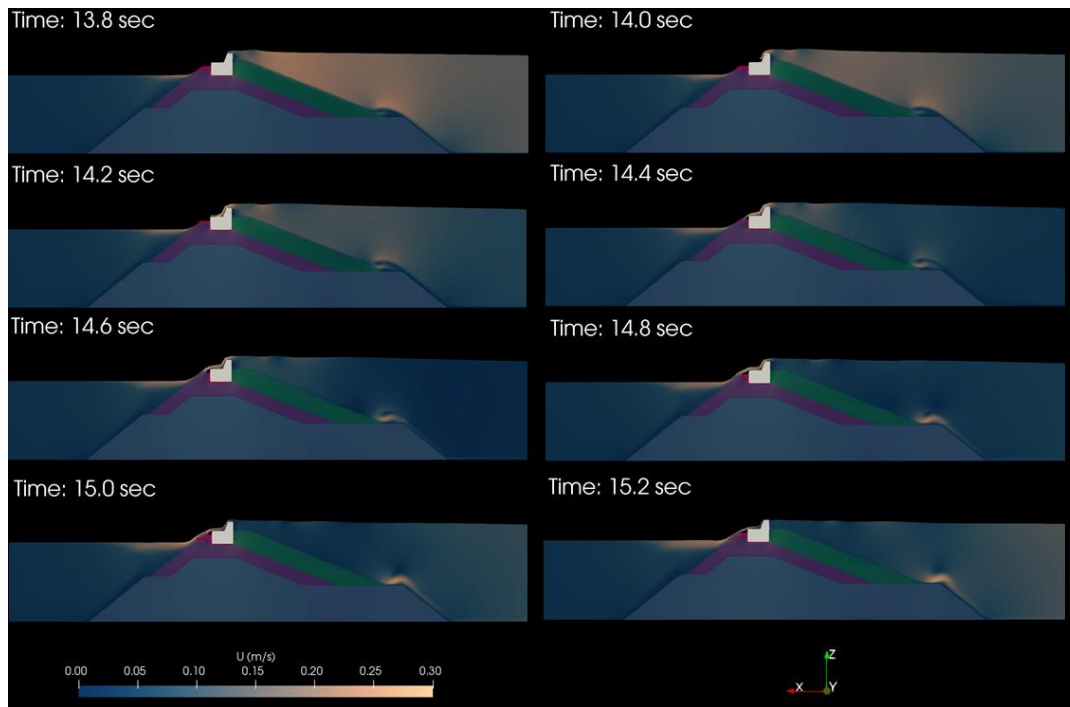 Time: 13.8 sec
Time: 14.0 sec
Time: 14.2 sec
Time: 14.4 sec
Time: 14.6 sec
Time: 14.8 sec
Time: 15.0 sec
Time: 15.2 sec
U (m/s)
0.00 0.05 0.10 0.15 0.20 0.25 0.30
Z
X Y